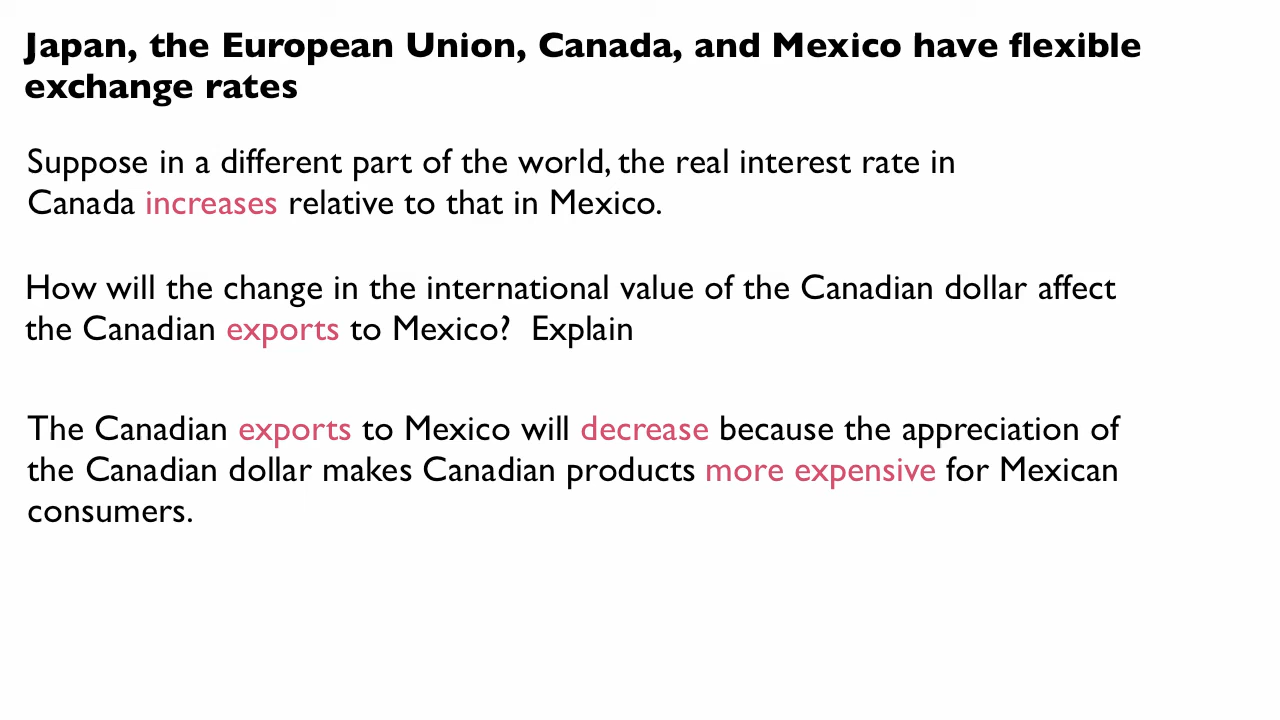 Japan, the European Union, Canada, and Mexico have flexible
exchange rates
Suppose in a different part of the world, the real interest rate in
Canada increases relative to that in Mexico.
How will the change in the international value of the Canadian dollar affect
the Canadian exports to Mexico?  Explain
The Canadian exports to Mexico will decrease because the appreciation of
the Canadian dollar makes Canadian products more expensive for Mexican
consumers.